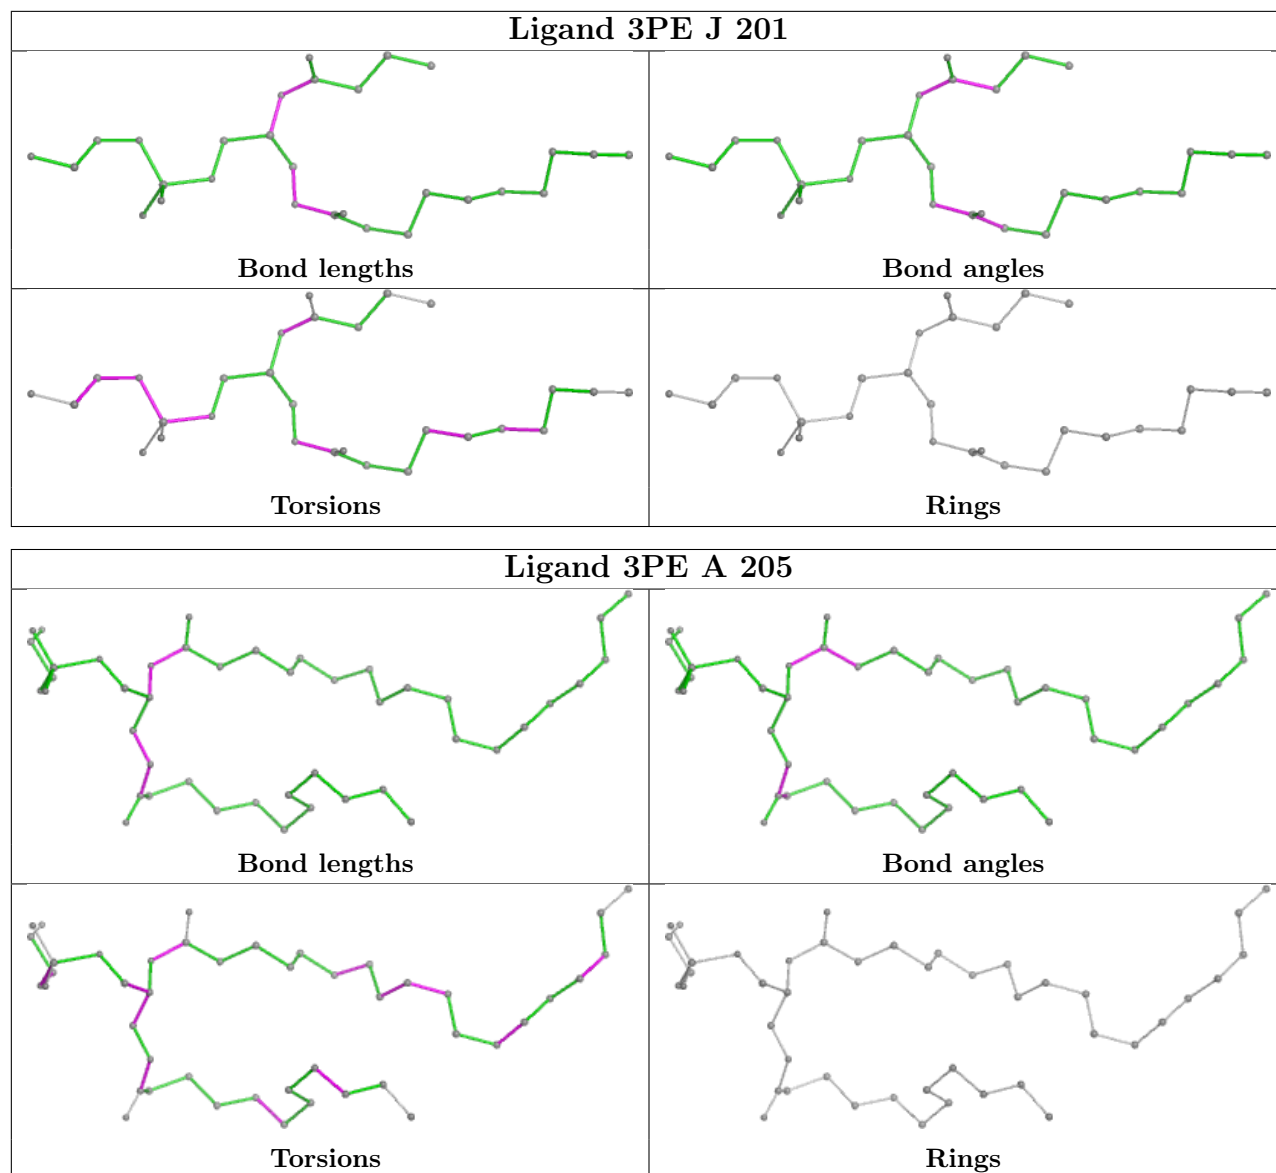 Ligand 3PE J 201
Bond lengths
Bond angles
Torsions
Rings
Ligand 3PE A 205
Bond lengths
Bond angles
Torsions
Rings